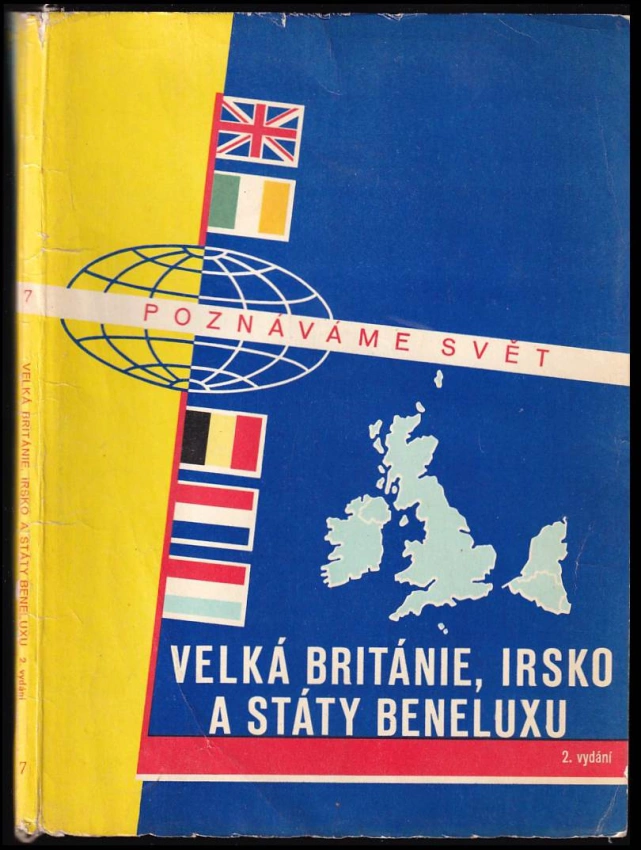 7
POZNÁVÁME SVĚT
VELKÁ BRITÁNIE, IRSKO A STÁTY BENELUXU 2. vydání
7
VELKÁ BRITÁNIE, IRSKO
A STÁTY BENELUXU
2. vydání